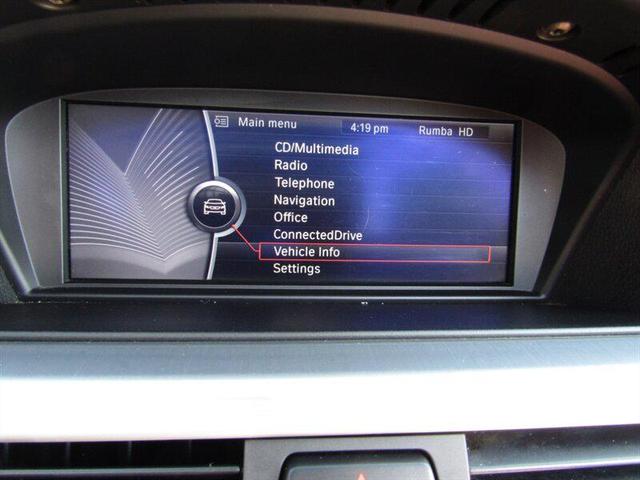 Main menu
4:19 pm
Rumba HD
CD/Multimedia
Radio
Telephone
Navigation
Office
ConnectedDrive
Vehicle Info
Settings